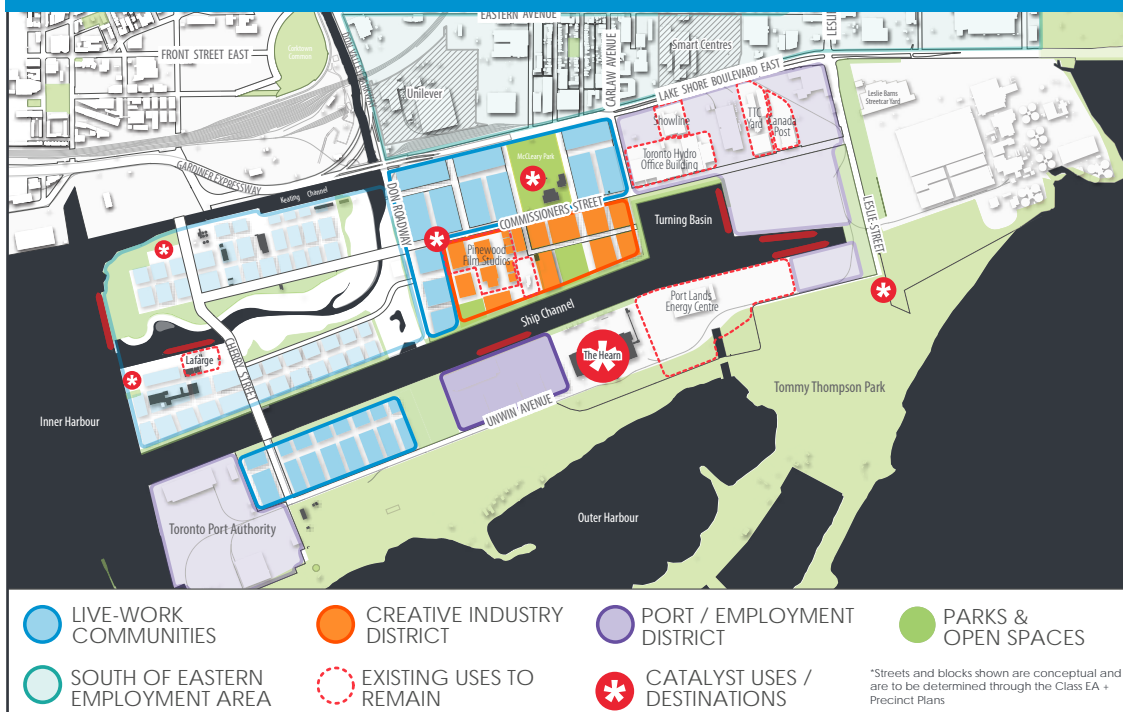 EASTERN AVENUE
FRONT STREET EAST
Corktown
Common
DON VALLEY PARKWAY
Unilever
CARLAW AVENUE
Smart Centres
LESLIE
LAKE SHORE BOULEVARD EAST
Leslie Barns
Streetcar Yard
Showline
TTC
Yard
Canada
Post
Toronto Hydro
Office Building
GARDINER EXPRESSWAY
Keating Channel
DON ROADWAY
McCleary Park
COMMISSIONERS STREET
Turning Basin
LESLIE STREET
Pinewood
Film Studios
Ship Channel
Port Lands
Energy Centre
The Hearn
Lafarge
CHERRY STREET
UNWIN AVENUE
Tommy Thompson Park
Inner Harbour
Outer Harbour
Toronto Port Authority
LIVE-WORK
COMMUNITIES
CREATIVE INDUSTRY
DISTRICT
PORT / EMPLOYMENT
DISTRICT
PARKS &
OPEN SPACES
SOUTH OF EASTERN
EMPLOYMENT AREA
EXISTING USES TO
REMAIN
CATALYST USES /
DESTINATIONS
*Streets and blocks shown are conceptual and
are to be determined through the Class EA +
Precinct Plans